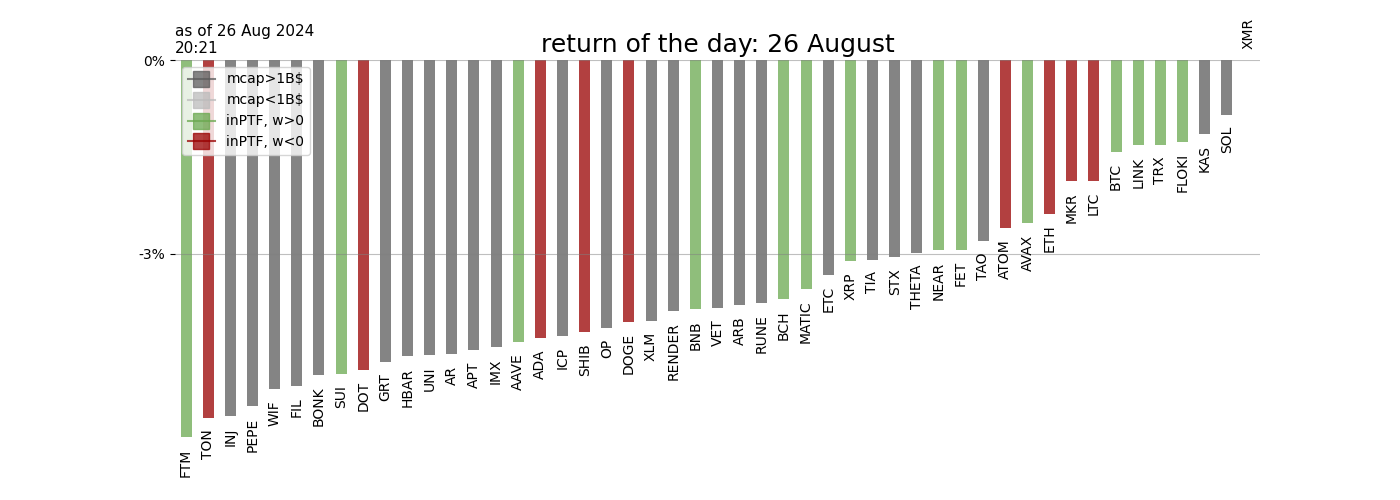 as of 26 Aug 2024
20:21
return of the day: 26 August
XMR
0%
-3%
mcap>1B$
mcap<1B$
inPTF, w>0
inPTF, w<0
FTM
TON
INJ
PEPE
WIF
FIL
BONK
SUI
DOT
GRT
HBAR
UNI
AR
APT
IMX
AAVE
ADA
ICP
SHIB
OP
DOGE
XLM
RENDER
BNB
VET
ARB
RUNE
BCH
MATIC
ETC
XRP
TIA
STX
THETA
NEAR
FET
TAO
ATOM
AVAX
ETH
MKR
LTC
BTC
LINK
TRX
FLOKI
KAS
SOL